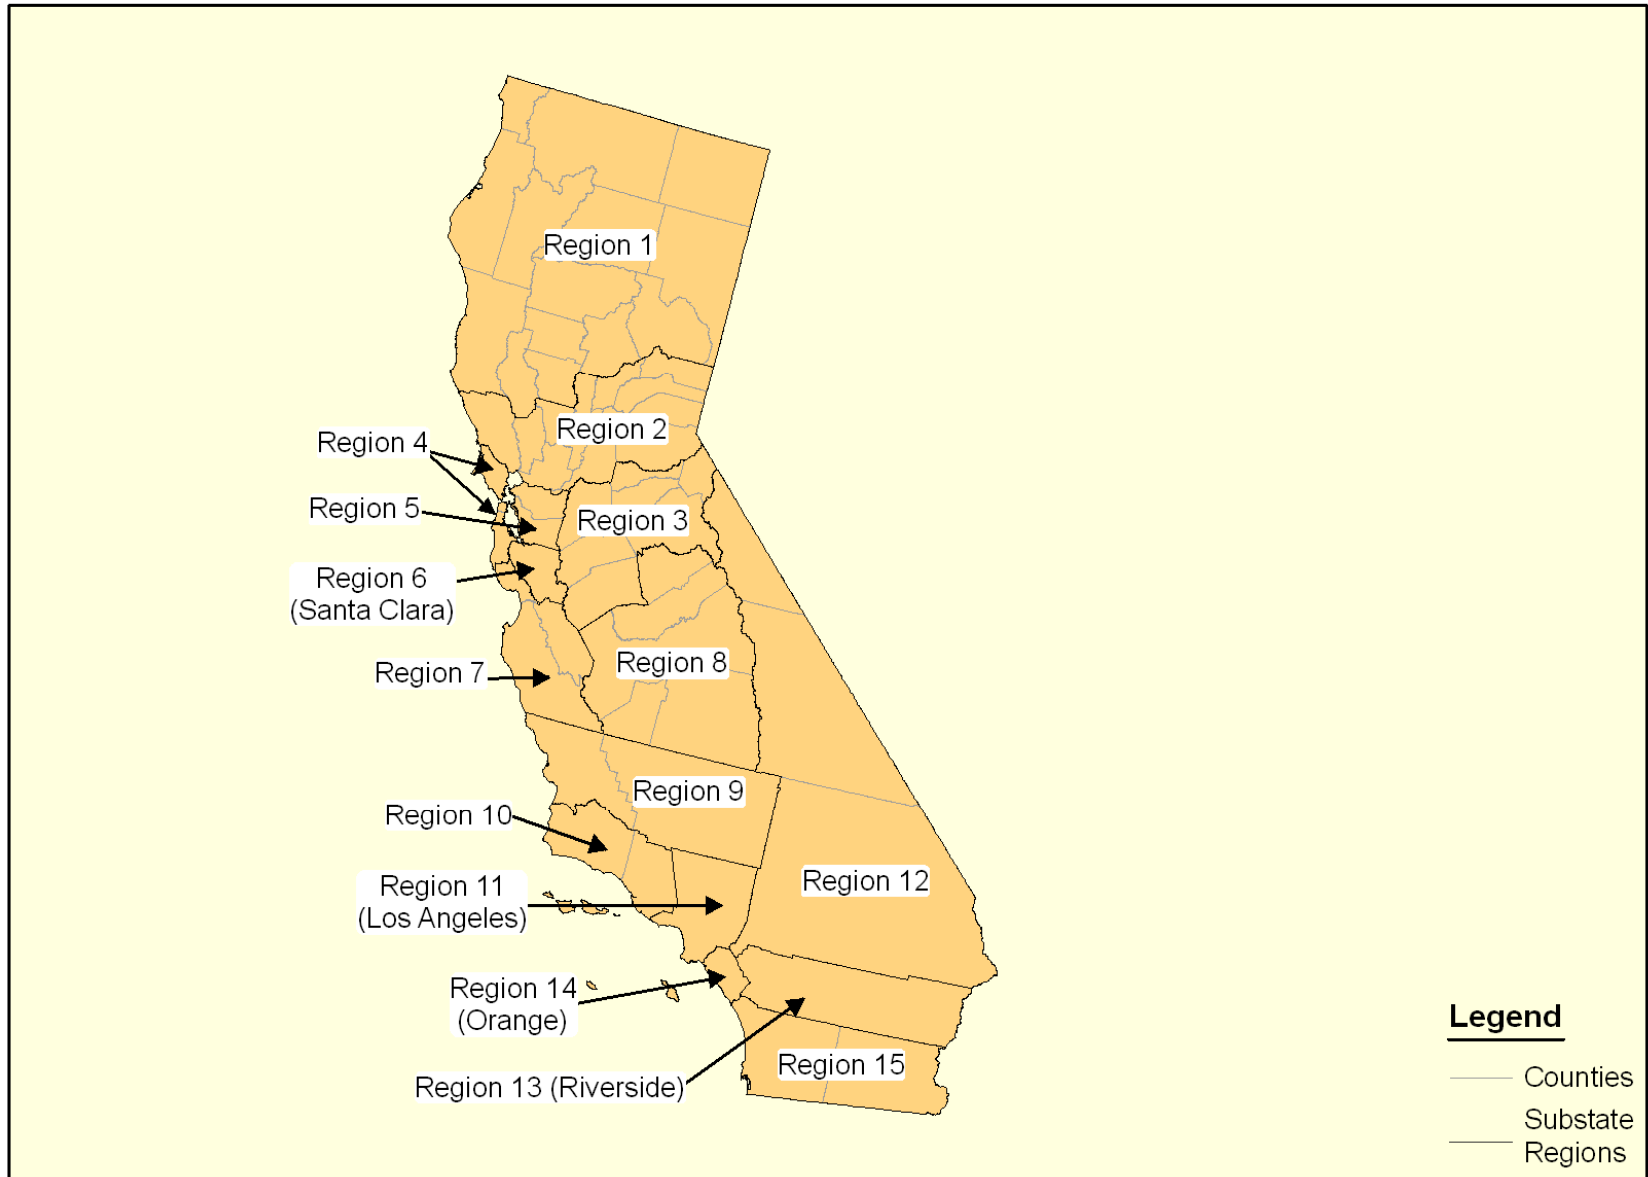 Region 1
Region 2
Region 4
Region 5
Region 3
Region 6
(Santa Clara)
Region 7
Region 8
Region 9
Region 10
Region 11
(Los Angeles)
Region 12
Region 14
(Orange)
Region 13 (Riverside)
Region 15
Legend
Counties
Substate
Regions